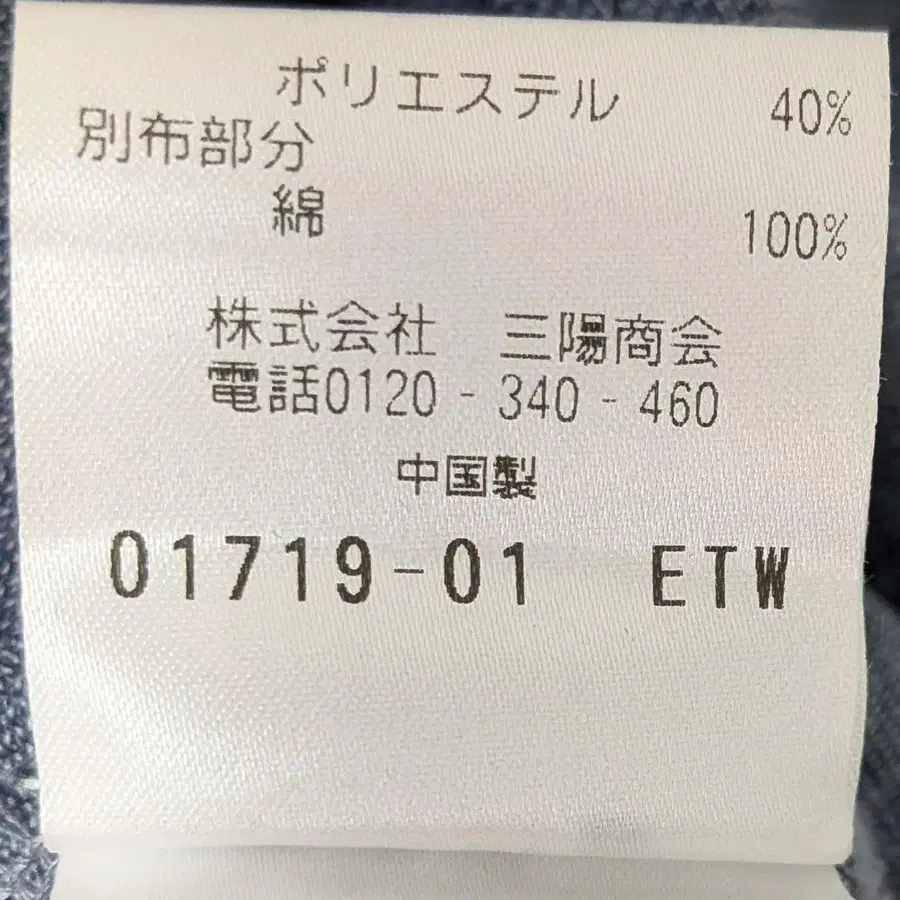 ポリエステル 40%
別布部分
綿 100%
株式会社 三陽商会
電話0120-340-460
中国製
01719-01 ETW